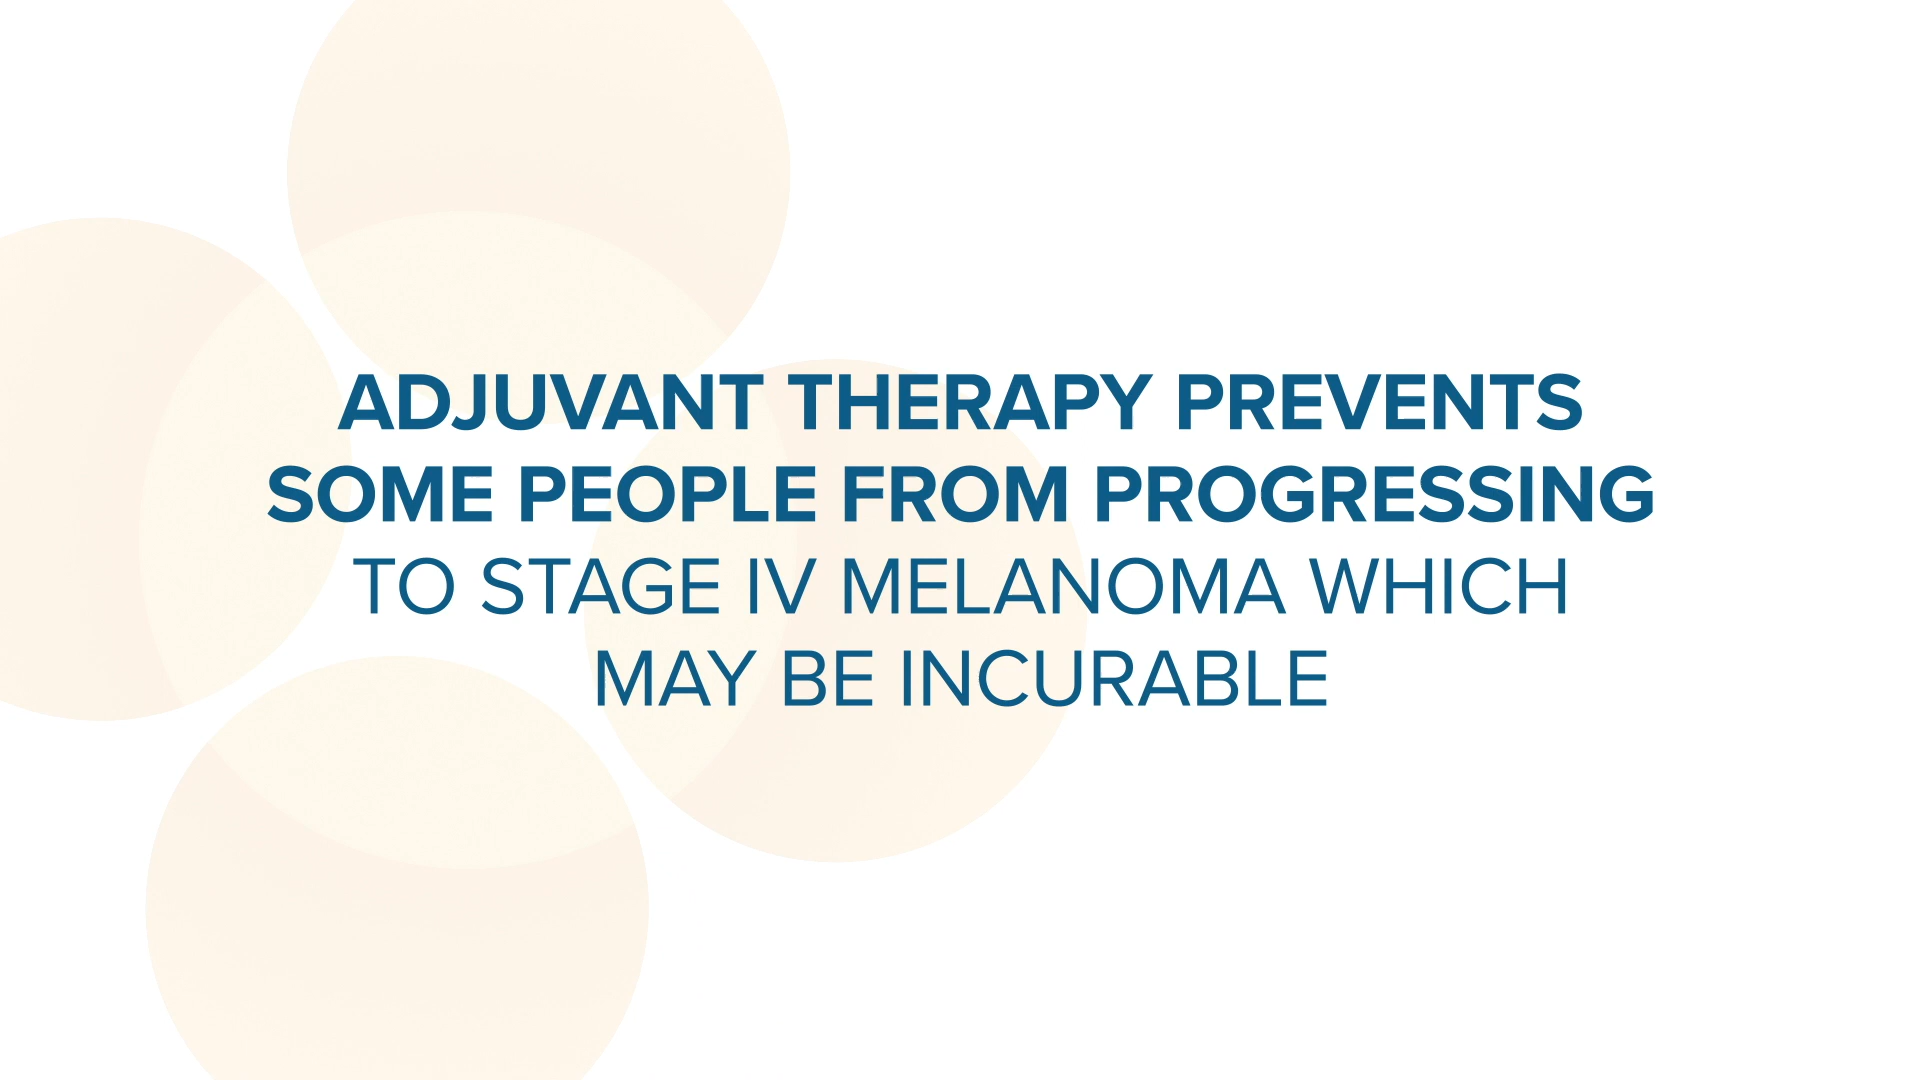 ADJUVANT THERAPY PREVENTS
SOME PEOPLE FROM PROGRESSING
TO STAGE IV MELANOMA WHICH
MAY BE INCURABLE